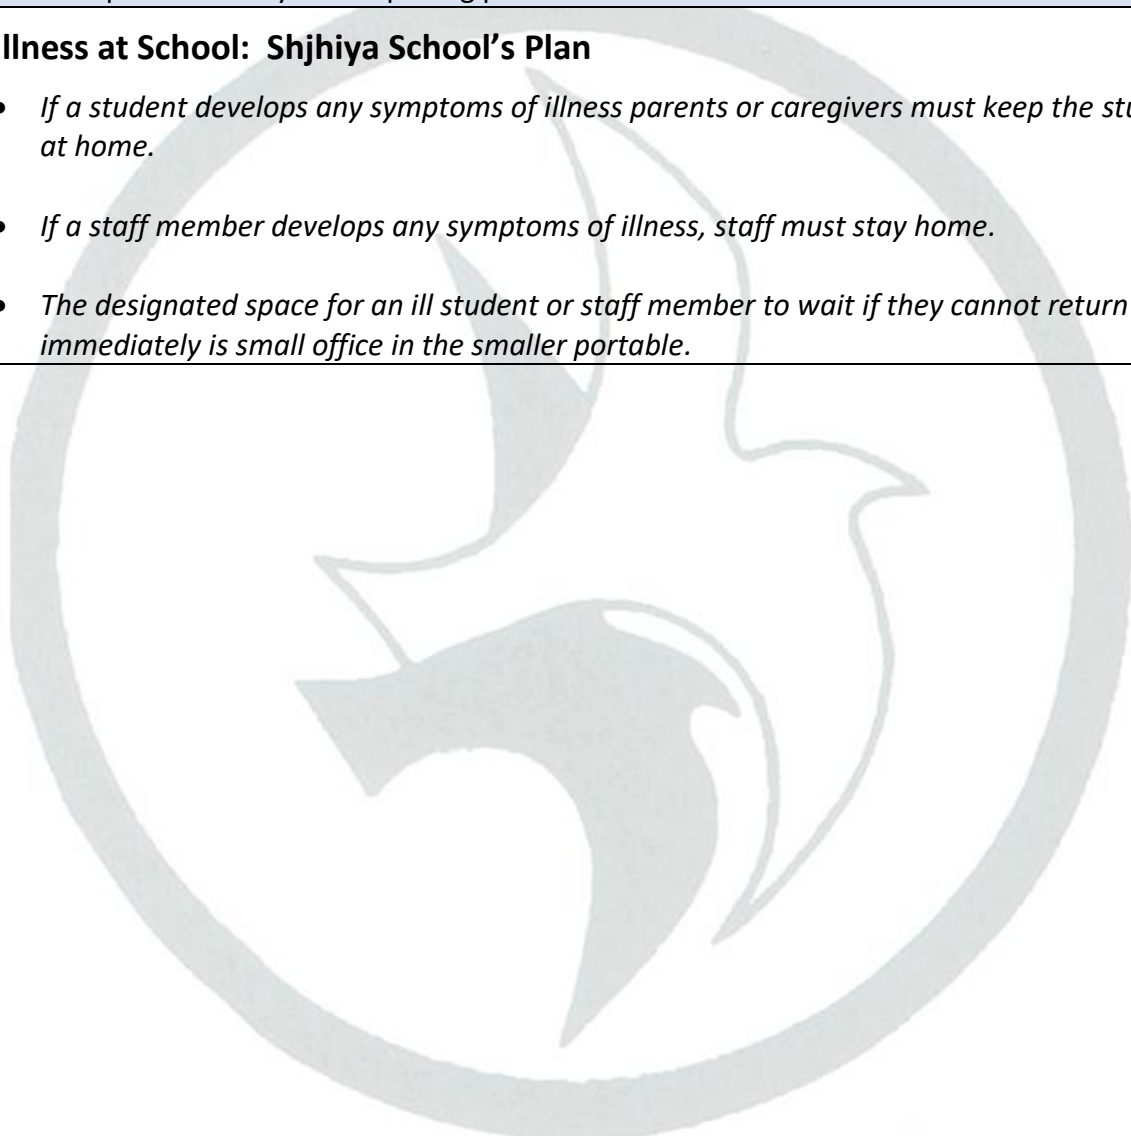 llness at School: Shjhiya School’s Plan
• If a student develops any symptoms of illness parents or caregivers must keep the stu
at home.
• If a staff member develops any symptoms of illness, staff must stay home.
• The designated space for an ill student or staff member to wait if they cannot return
immediately is small office in the smaller portable.